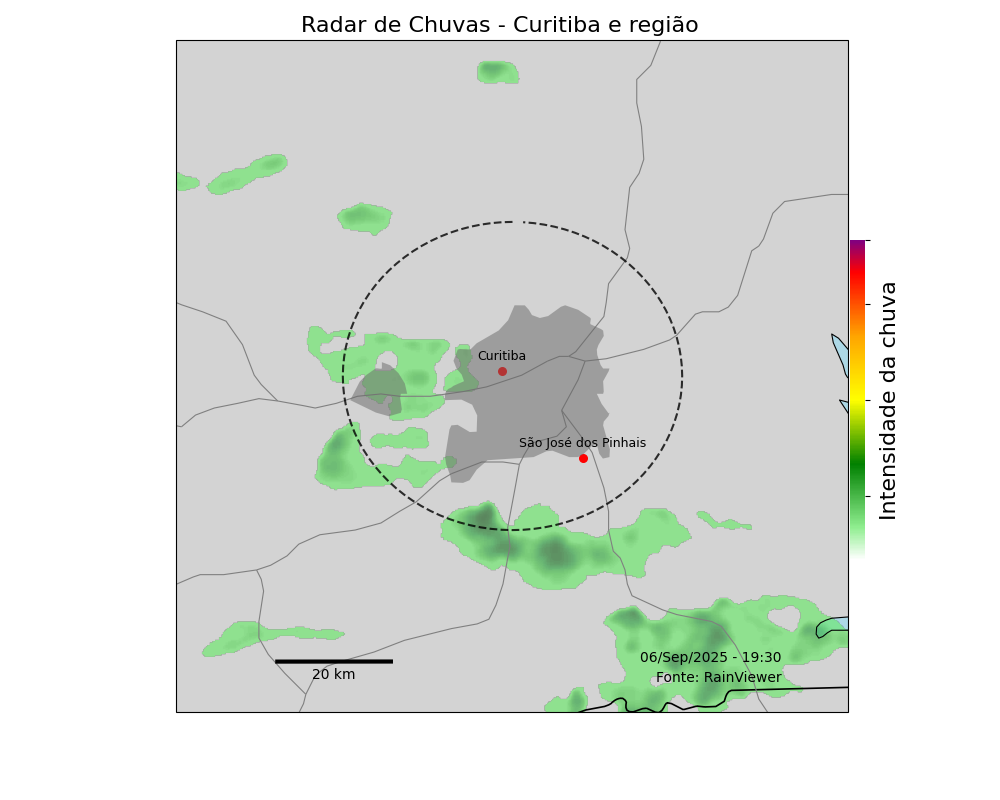 Radar de Chuvas - Curitiba e região
Curitiba
São José dos Pinhais
Intensidade da chuva
06/Sep/2025 - 19:30
Fonte: RainViewer
20 km